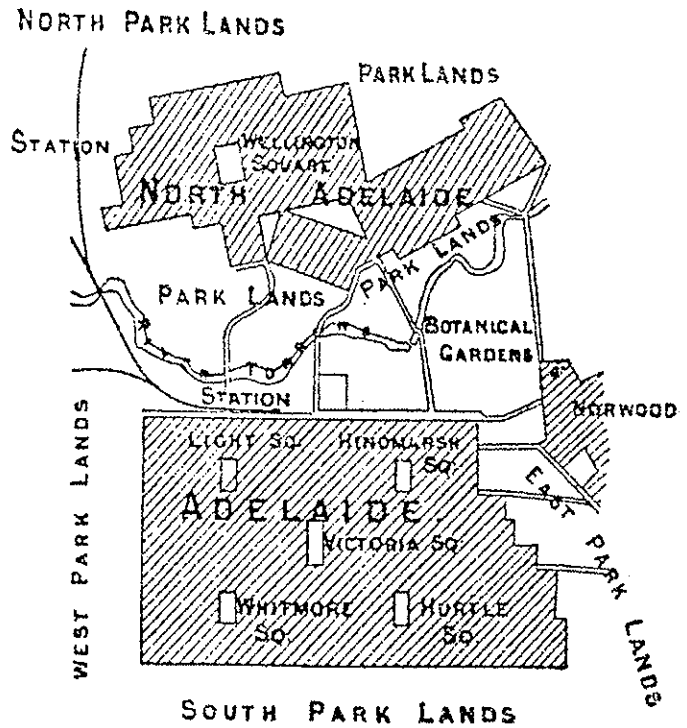 NORTH PARK LANDS
PARK LANDS
STATION
WELLINGTON
SQUARE
NORTH ADELAIDE
PARK LANDS
PARK LANDS
RIVER TORRENS
BOTANICAL
GARDENS
STATION
NORWOOD
LIGHT SQ.
HINDMARSH
SQ.
ADELAIDE.
VICTORIA SQ
WHITMORE
SQ.
HURTLE
SQ.
WEST PARK LANDS
EAST PARK LANDS
SOUTH PARK LANDS